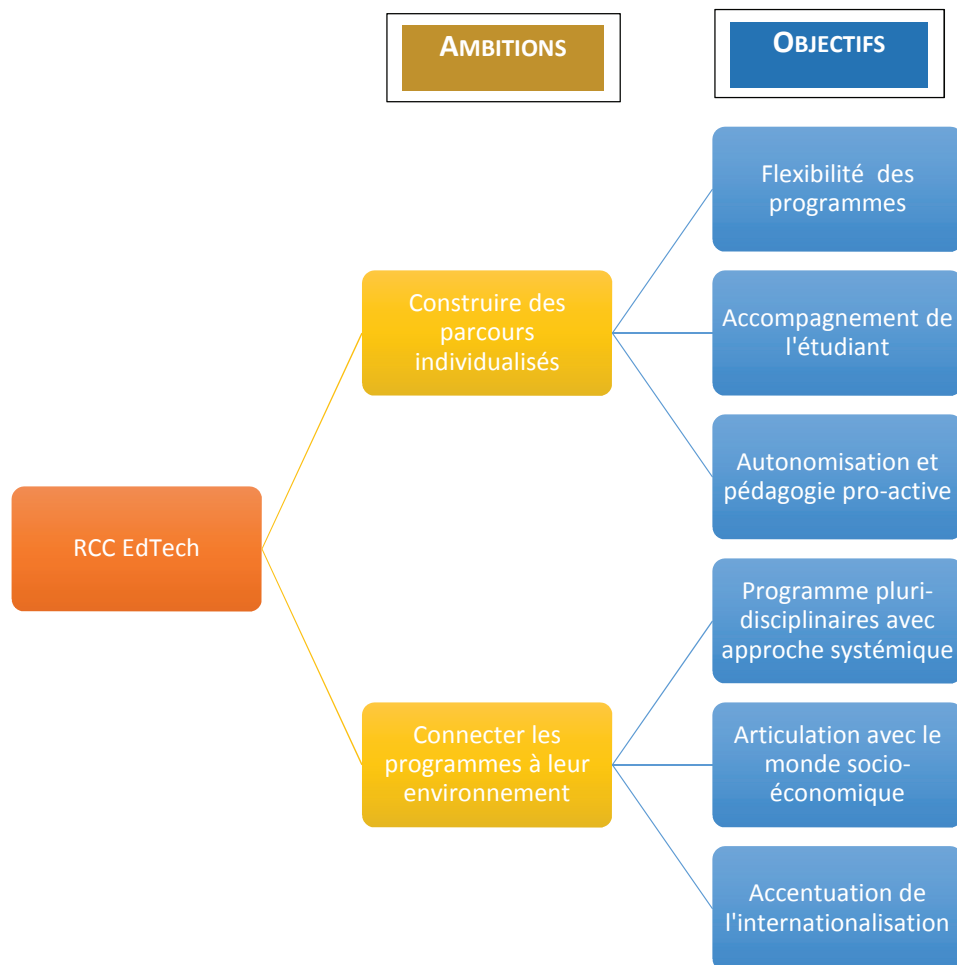 AMBITIONS
OBJECTIFS
Flexibilité des
programmes
Construire des
parcours
individualisés
Accompagnement de
l'étudiant
Autonomisation et
pédagogie pro-active
RCC EdTech
Programme pluri-
disciplinaires avec
approche systémique
Connecter les
programmes à leur
environnement
Articulation avec le
monde socio-
économique
Accentuation de
l'internationalisation